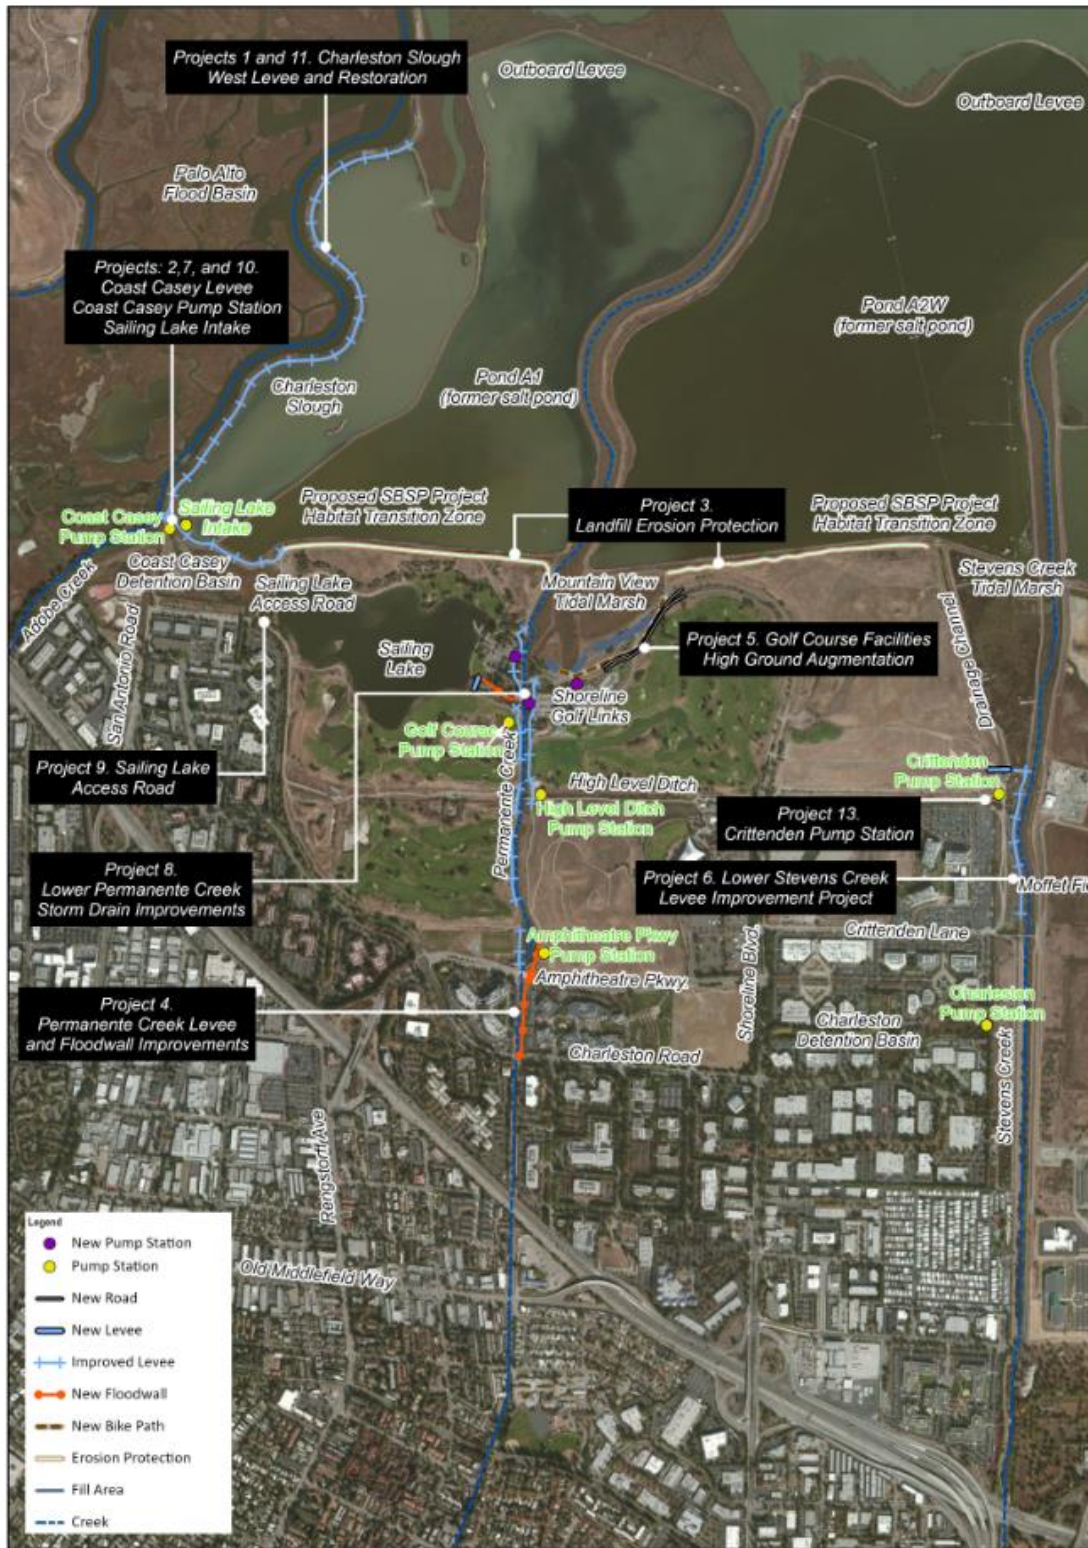 Projects 1 and 11. Charleston Slough
West Levee and Restoration
Outboard Levee
Outboard Levee
Palo Alto
Flood Basin
Projects: 2,7, and 10.
Coast Casey Levee
Coast Casey Pump Station
Sailing Lake Intake
Pond A2W
(former salt pond)
Charleston
Slough
Pond A1
(former salt pond)
Proposed SBSP Project
Habitat Transition Zone
Project 3.
Landfill Erosion Protection
Proposed SBSP Project
Habitat Transition Zone
Coast Casey
Pump Station
Sailing Lake
Intake
Coast Casey
Detention Basin
Sailing Lake
Access Road
Mountain View
Tidal Marsh
Stevens Creek
Tidal Marsh
Adobe Creek
San Antonio Road
Sailing
Lake
Project 5. Golf Course Facilities
High Ground Augmentation
Drainage Channel
Shoreline
Golf Links
Golf Course
Pump Station
Permanente Creek
Project 9. Sailing Lake
Access Road
High Level Ditch
High Level Ditch
Pump Station
Crittenden
Pump Station
Project 13.
Crittenden Pump Station
Project 8.
Lower Permanente Creek
Storm Drain Improvements
Project 6. Lower Stevens Creek
Levee Improvement Project
Moffet Fie
Amphitheatre Pkwy
Pump Station
Crittenden Lane
Amphitheatre Pkwy.
Shoreline Blvd.
Project 4.
Permanente Creek Levee
and Floodwall Improvements
Charleston
Pump Station
Charleston
Detention Basin
Charleston Road
Stevens Creek
Rengstorff Ave
Old Middlefield Way
Legend
New Pump Station
Pump Station
New Road
New Levee
Improved Levee
New Floodwall
New Bike Path
Erosion Protection
Fill Area
Creek